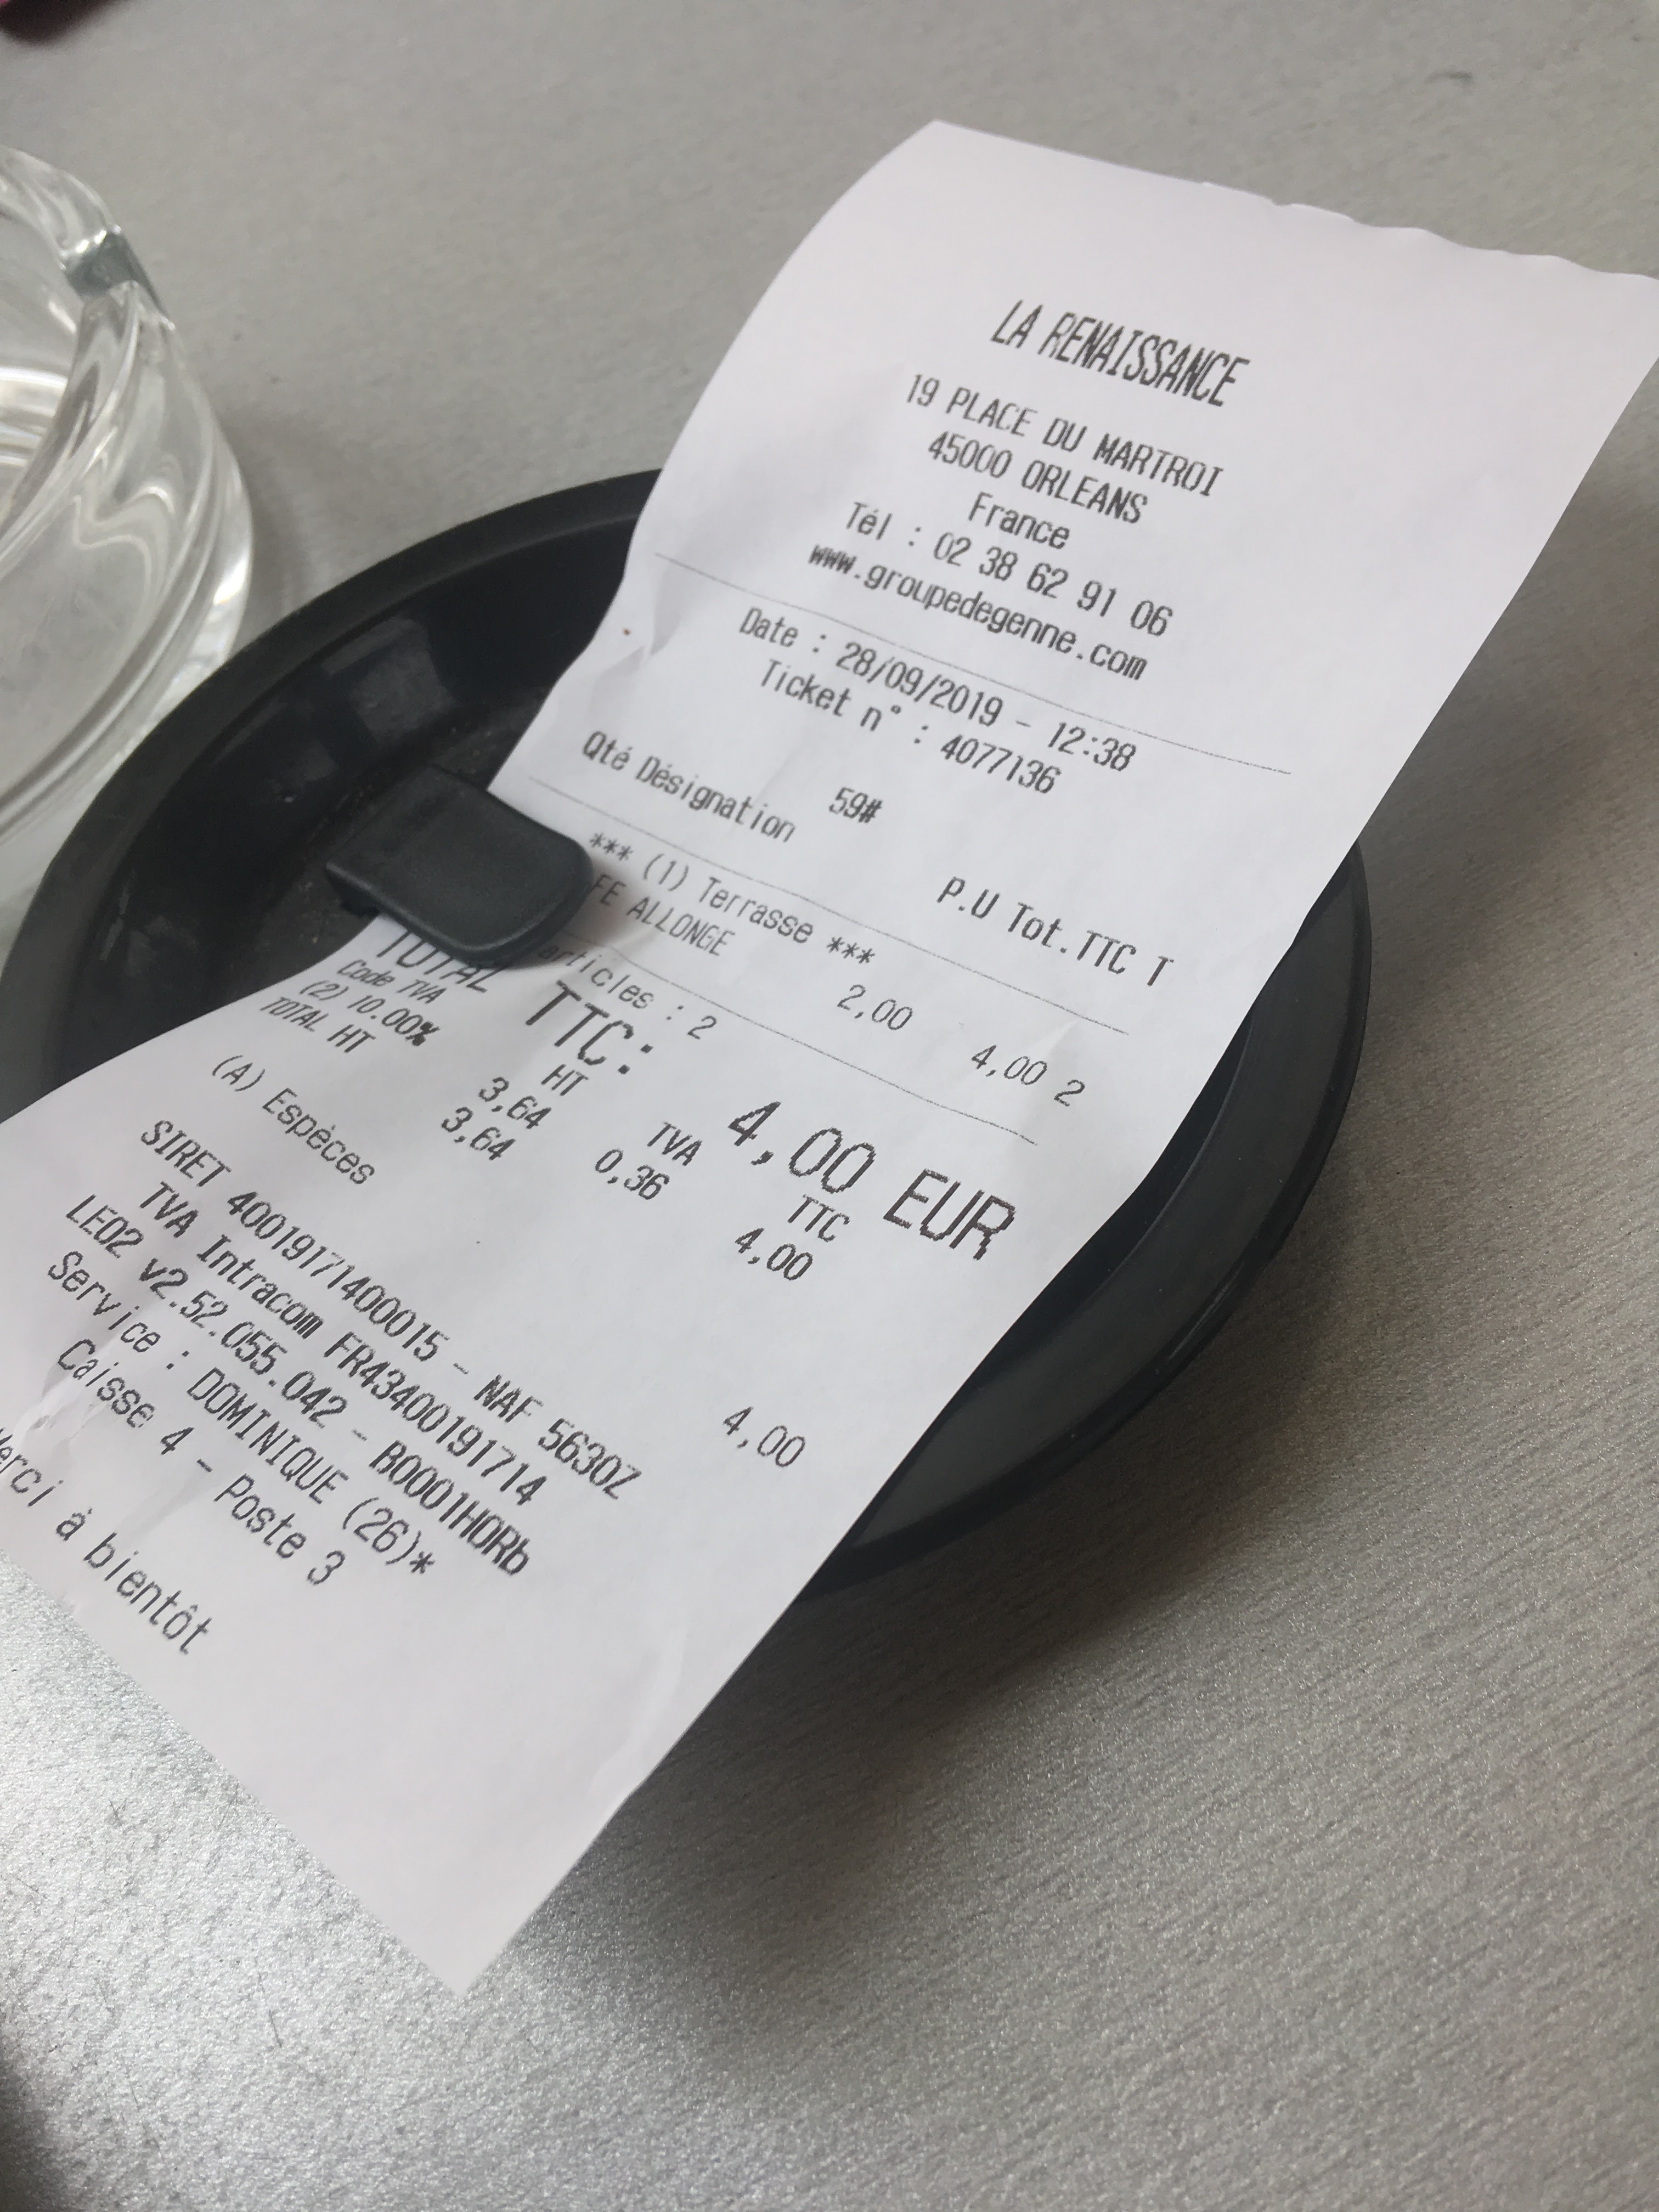 LA RENAISSANCE
19 PLACE DU MARTROI
45000 ORLEANS
France
Tél : 02 38 62 91 06
www.groupedegenne.com
Date : 28/09/2019 - 12:38
Ticket n° : 4077136
59#
Qté Désignation P.U Tot.TTC T
*** (1) Terrasse ***
FE ALLONGE 2,00 4,00 2
articles : 2
TOTAL TTC: 4,00 EUR
Code TVA HT TVA TTC
(2) 10.00% 3,64 0,36 4,00
TOTAL HT 3,64
(A) Espèces 4,00
SIRET 40019171400015 - NAF 5630Z
TVA Intracom FR43400191714
LEO2 v2.52.055.042 - B0001HORb
Service : DOMINIQUE (26)*
Caisse 4 - Poste 3
erci à bientôt